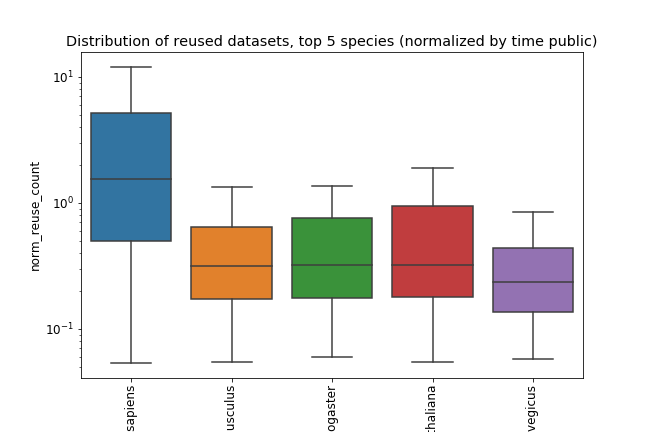 Distribution of reused datasets, top 5 species (normalized by time public)
10¹
10⁰
10⁻¹
norm_reuse_count
sapiens
usculus
ogaster
thaliana
vegicus